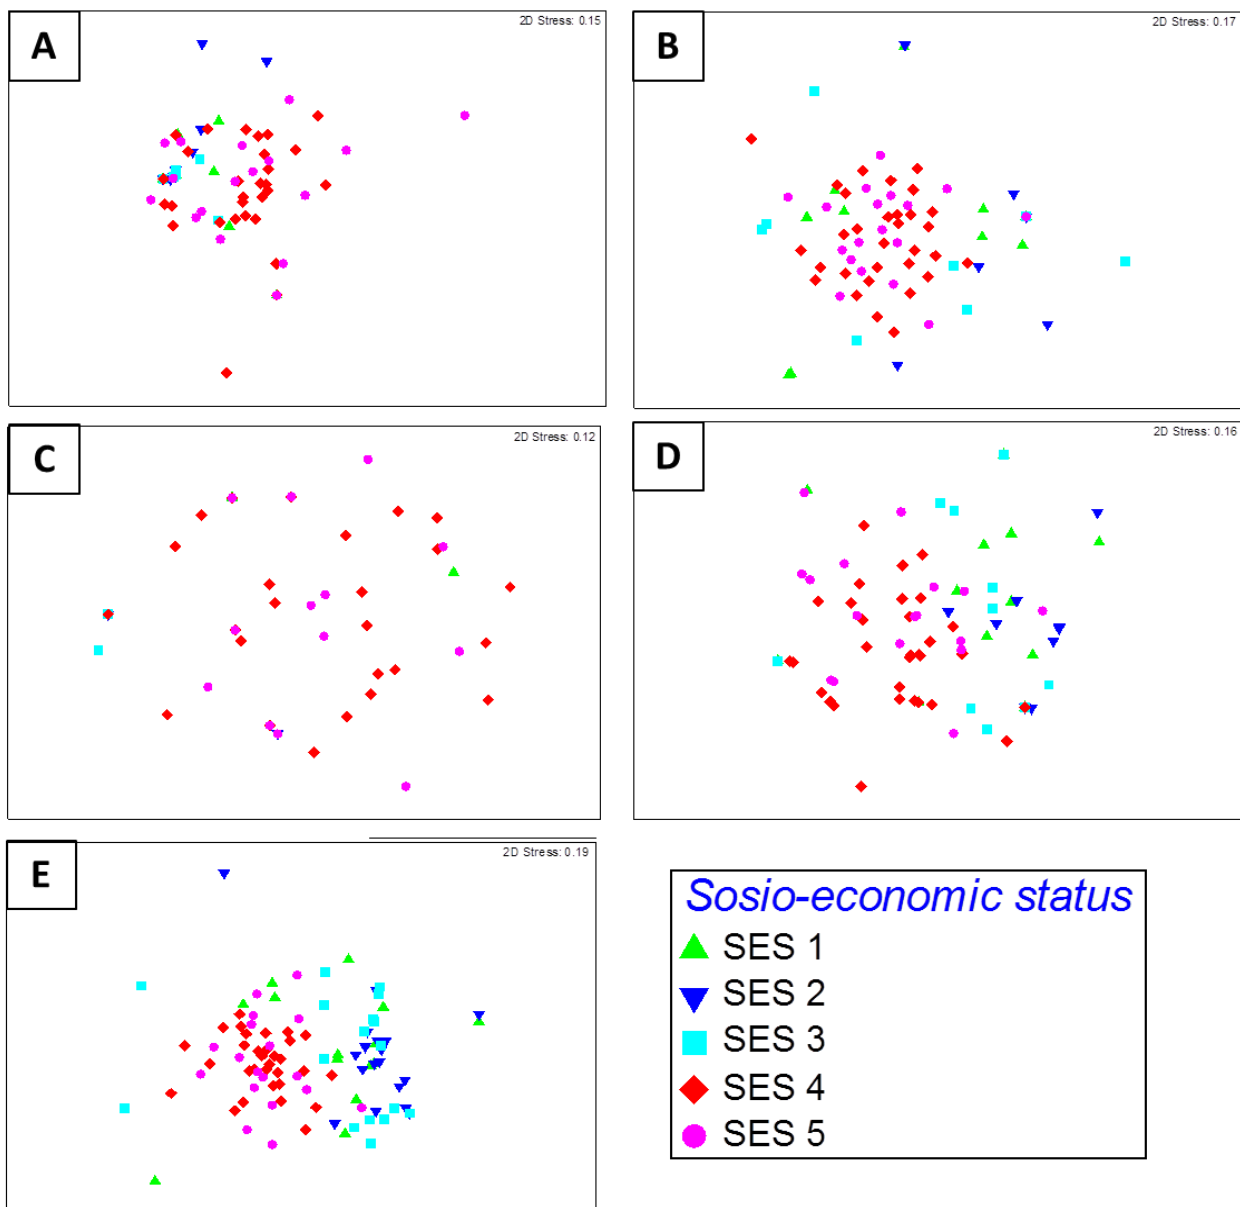 A
2D Stress: 0.15
B
2D Stress: 0.17
C
2D Stress: 0.12
D
2D Stress: 0.16
E
2D Stress: 0.19
Sosio-economic status
SES 1
SES 2
SES 3
SES 4
SES 5